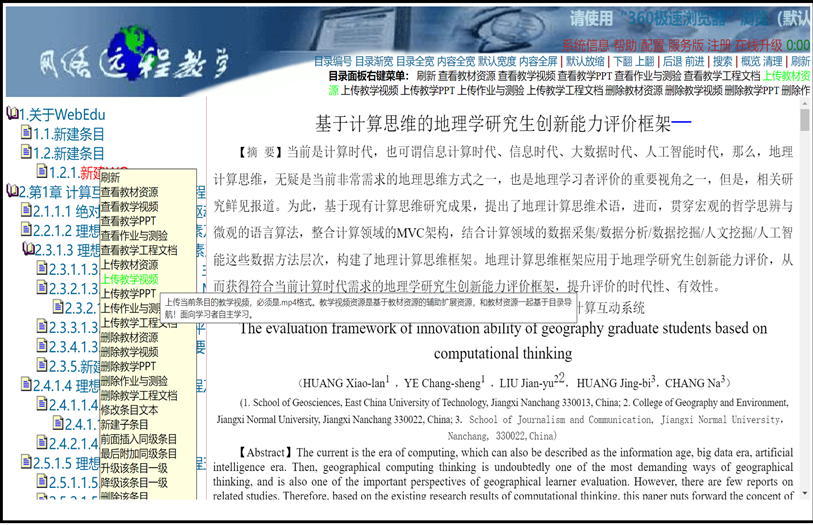 请使用 "360极速浏览器" 浏览 (默认
网络远程教学
系统信息 帮助 配置 服务版 注册 在线升级 0:00
目录编号 目录渐宽 目录全宽 内容全宽 默认宽度 内容全屏 | 默认放缩 | 下翻 上翻 | 后退 前进 | 搜索 | 概览 清理 | 刷新
目录面板右键菜单： 刷新 查看教材资源 查看教学视频 查看教学PPT 查看作业与测验 查看教学工程文档 上传教材资
源 上传教学视频 上传教学PPT 上传作业与测验 上传教学工程文档 删除教材资源 删除教学视频 删除教学PPT 删除作
1.关于WebEdu
1.1.新建条目
1.2.新建条目
1.2.1.新建
2.第1章 计算互 程
2.1.1.1 绝对
2.2.1.2 理想
2.3.1.3 理想 素
2.3.1.1.3
2.3.2.1.3
2.3.2.
2.3.3.1.3
2.3.4.1.3 要
2.3.5.新建
2.4.1.4 理想
2.4.1.1.4
2.4.1.
2.4.2.1.4
2.5.1.5 理想
2.5.1.1.5
2.5.2.1.5
刷新
查看教材资源
查看教学视频
查看教学PPT
查看作业与测验
查看教学工程文档
上传教材资源
上传教学视频
上传教学PPT
上传作业与测验
上传教学工程文档
删除教材资源
删除教学视频
删除教学PPT
删除作业与测验
删除教学工程文档
修改条目文本
新建子条目
前面插入同级条目
最后附加同级条目
升级该条目一级
降级该条目一级
删除该条目
上传当前条目的教学视频，必须是.mp4格式。教学视频资源是基于教材资源的辅助扩展资源，和教材资源一起基于目录导
航！面向学习者自主学习。
基于计算思维的地理学研究生创新能力评价框架
【摘 要】当前是计算时代，也可谓信息计算时代、信息时代、大数据时代、人工智能时代，那么，地理
计算思维，无疑是当前非常需求的地理思维方式之一，也是地理学习者评价的重要视角之一，但是，相关研
究鲜见报道。为此，基于现有计算思维研究成果，提出了地理计算思维术语，进而，贯穿宏观的哲学思辨与
微观的语言算法，整合计算领域的MVC架构，结合计算领域的数据采集/数据分析/数据挖掘/人文挖掘/人工智
能这些数据方法层次，构建了地理计算思维框架。地理计算思维框架应用于地理学研究生创新能力评价，从
而获得符合当前计算时代需求的地理学研究生创新能力评价框架，提升评价的时代性、有效性。
计算互动系统
The evaluation framework of innovation ability of geography graduate students based on
computational thinking
（HUANG Xiao-lan1 ，YE Chang-sheng1 ，LIU Jian-yu22，HUANG Jing-bi3，CHANG Na3）
(1. School of Geosciences, East China University of Technology, Jiangxi Nanchang 330013, China; 2. College of Geography and Environment,
Jiangxi Normal University, Jiangxi Nanchang 330022, China; 3. School of Journalism and Communication, Jiangxi Normal University,
Nanchang, 330022,China)
【Abstract】The current is the era of computing, which can also be described as the information age, big data era, artificial
intelligence era. Then, geographical computing thinking is undoubtedly one of the most demanding ways of geographical
thinking, and is also one of the important perspectives of geographical learner evaluation. However, there are few reports on
related studies. Therefore, based on the existing research results of computational thinking, this paper puts forward the concept of